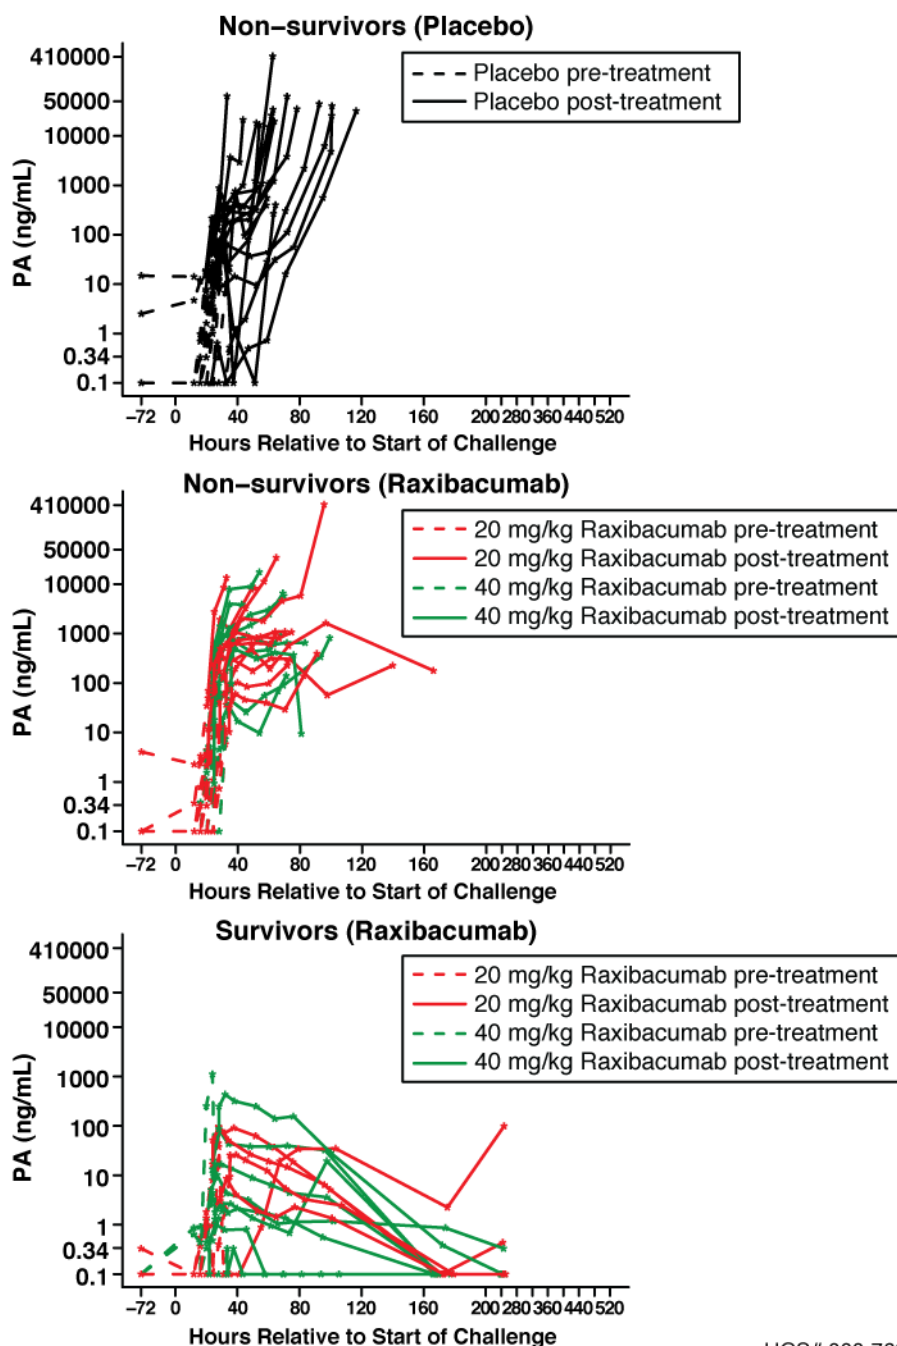 Non−survivors (Placebo)
410000
50000
10000
1000
100
10
1
0.34
0.1
PA (ng/mL)
Placebo pre-treatment
Placebo post-treatment
−72 0 40 80 120 160 200 280 360 440 520
Hours Relative to Start of Challenge
Non−survivors (Raxibacumab)
410000
50000
10000
1000
100
10
1
0.34
0.1
PA (ng/mL)
20 mg/kg Raxibacumab pre-treatment
20 mg/kg Raxibacumab post-treatment
40 mg/kg Raxibacumab pre-treatment
40 mg/kg Raxibacumab post-treatment
−72 0 40 80 120 160 200 280 360 440 520
Hours Relative to Start of Challenge
Survivors (Raxibacumab)
410000
50000
10000
1000
100
10
1
0.34
0.1
PA (ng/mL)
20 mg/kg Raxibacumab pre-treatment
20 mg/kg Raxibacumab post-treatment
40 mg/kg Raxibacumab pre-treatment
40 mg/kg Raxibacumab post-treatment
−72 0 40 80 120 160 200 280 360 440 520
Hours Relative to Start of Challenge